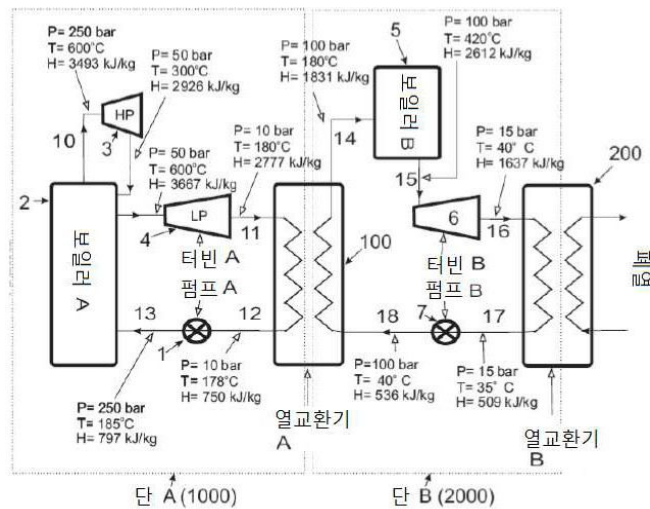 P= 250 bar
T= 600°C
H= 3493 kJ/kg
P= 50 bar
T= 300°C
H= 2926 kJ/kg
HP
10
3
P= 50 bar
T= 600°C
H= 3667 kJ/kg
P= 10 bar
T= 180°C
H= 2777 kJ/kg
2
보일러 A
LP
4
11
터빈 A
펌프 A
13
12
1
P= 10 bar
T= 178°C
H= 750 kJ/kg
P= 250 bar
T= 185°C
H= 797 kJ/kg
열교환기
A
100
단 A (1000)
P= 100 bar
T= 180°C
H= 1831 kJ/kg
5
P= 100 bar
T= 420°C
H= 2612 kJ/kg
보일러 B
14
15
P= 15 bar
T= 40° C
H= 1637 kJ/kg
200
6
16
터빈 B
펌프 B
18
7
17
P=100 bar
T= 40° C
H= 536 kJ/kg
P= 15 bar
T= 35° C
H= 509 kJ/kg
폐열
열교환기
B
단 B (2000)